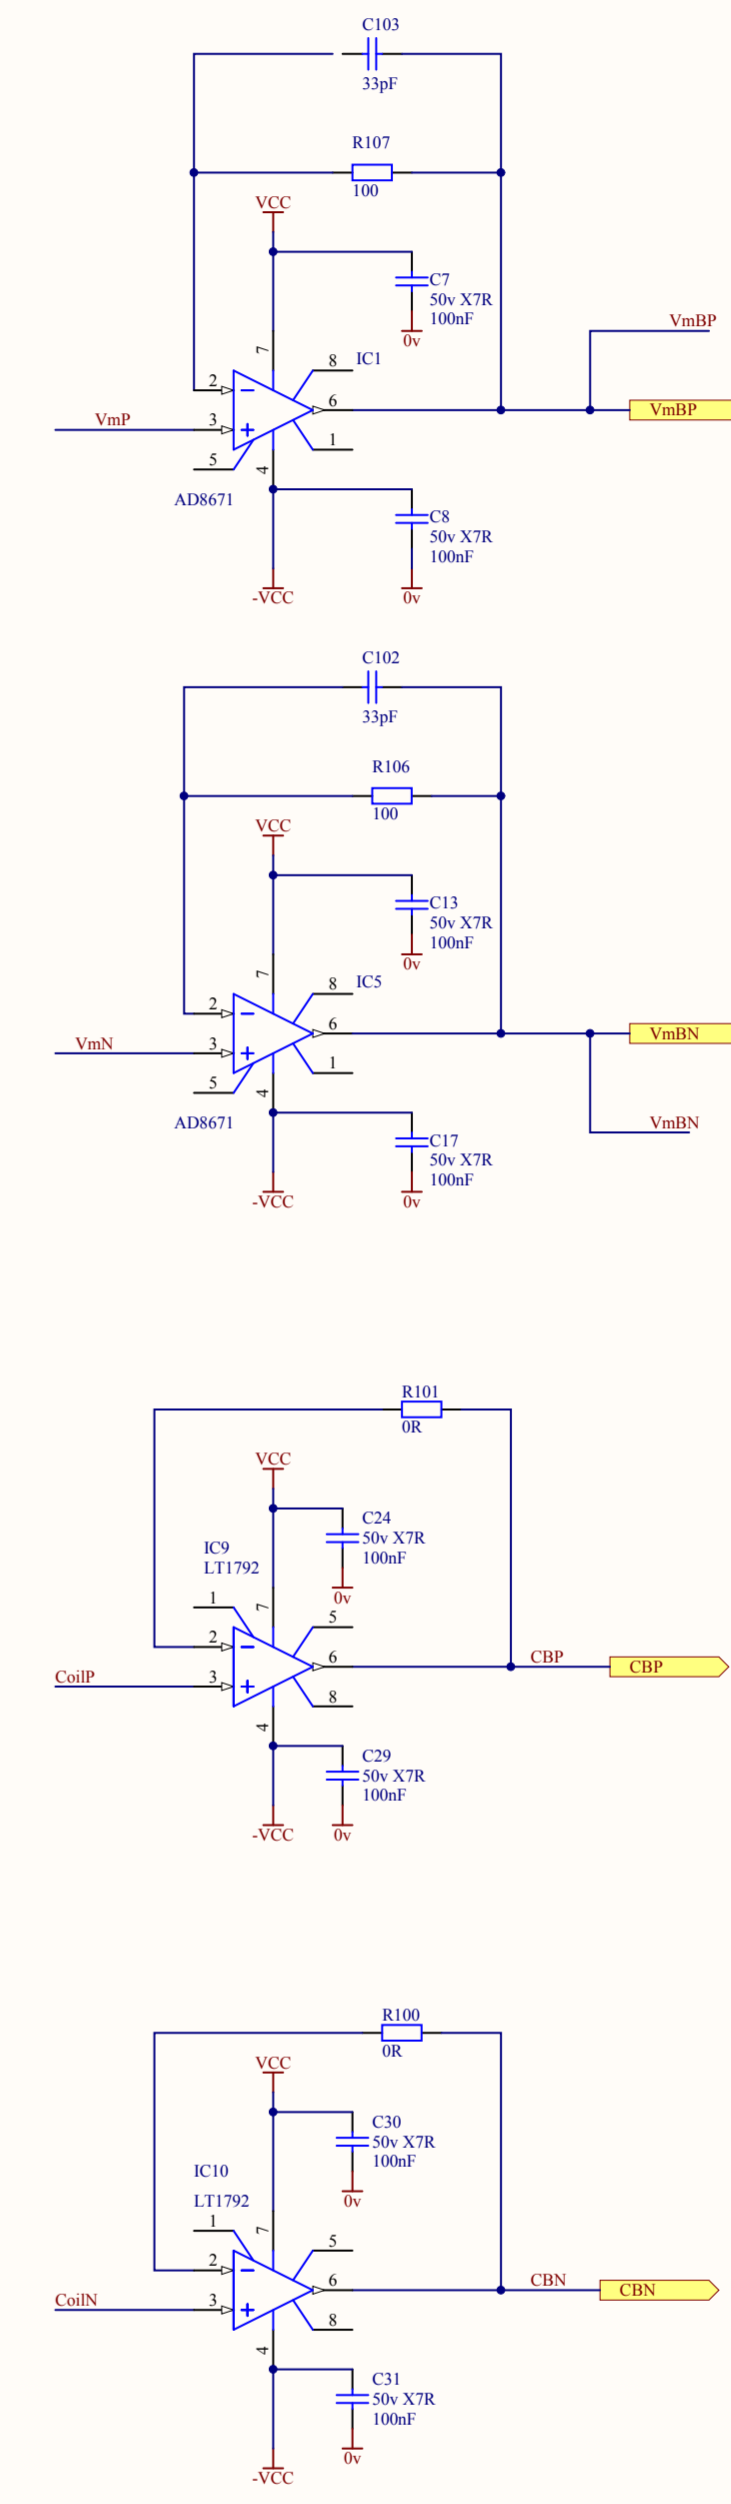 C103
33pF
R107
100
VCC
C7
50v X7R
100nF
0v
VmBP
7
8
IC1
2
6
VmBP
VmP
3
1
5
4
AD8671
C8
50v X7R
100nF
-VCC
0v
C102
33pF
R106
100
VCC
C13
50v X7R
100nF
0v
7
8
IC5
2
6
VmBN
VmN
3
1
5
4
AD8671
VmBN
C17
50v X7R
100nF
-VCC
0v
R101
0R
VCC
C24
50v X7R
100nF
IC9
LT1792
0v
1
7
5
2
6
CBP
CBP
CoilP
3
8
4
C29
50v X7R
100nF
-VCC
0v
R100
0R
VCC
C30
50v X7R
100nF
IC10
LT1792
0v
1
7
5
2
6
CBN
CBN
CoilN
3
8
4
C31
50v X7R
100nF
0v
-VCC